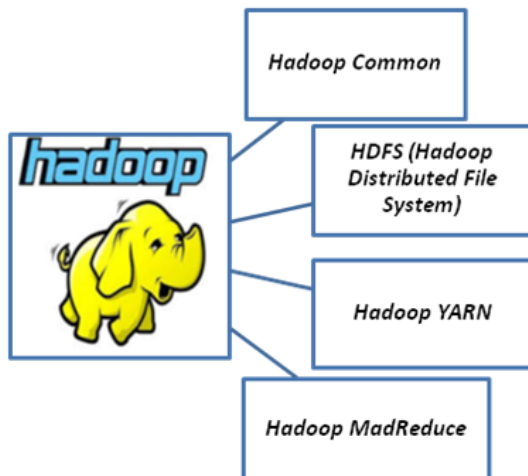 Hadoop Common
hadoop
HDFS (Hadoop
Distributed File
System)
Hadoop YARN
Hadoop MadReduce